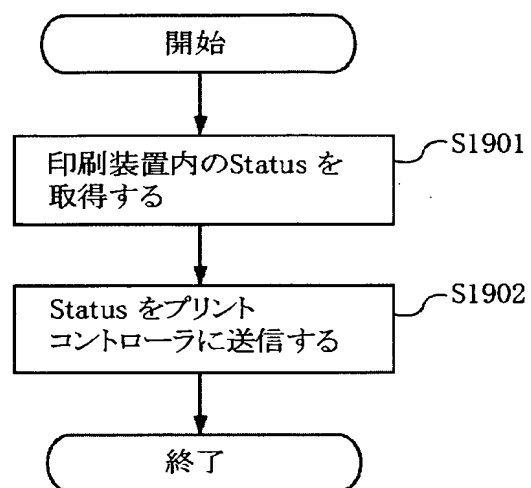 開始
印刷装置内のStatus を
取得する
S1901
Status をプリント
コントローラに送信する
S1902
終了